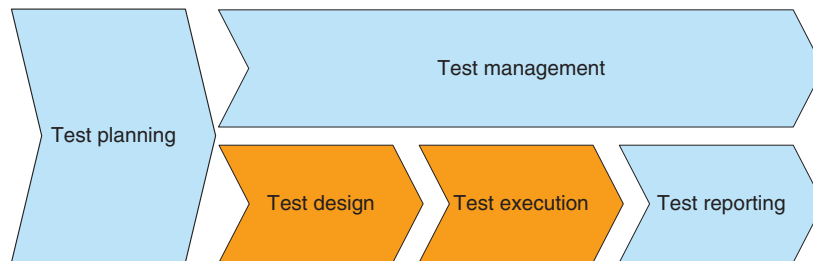 Test management
Test planning
Test design
Test execution
Test reporting